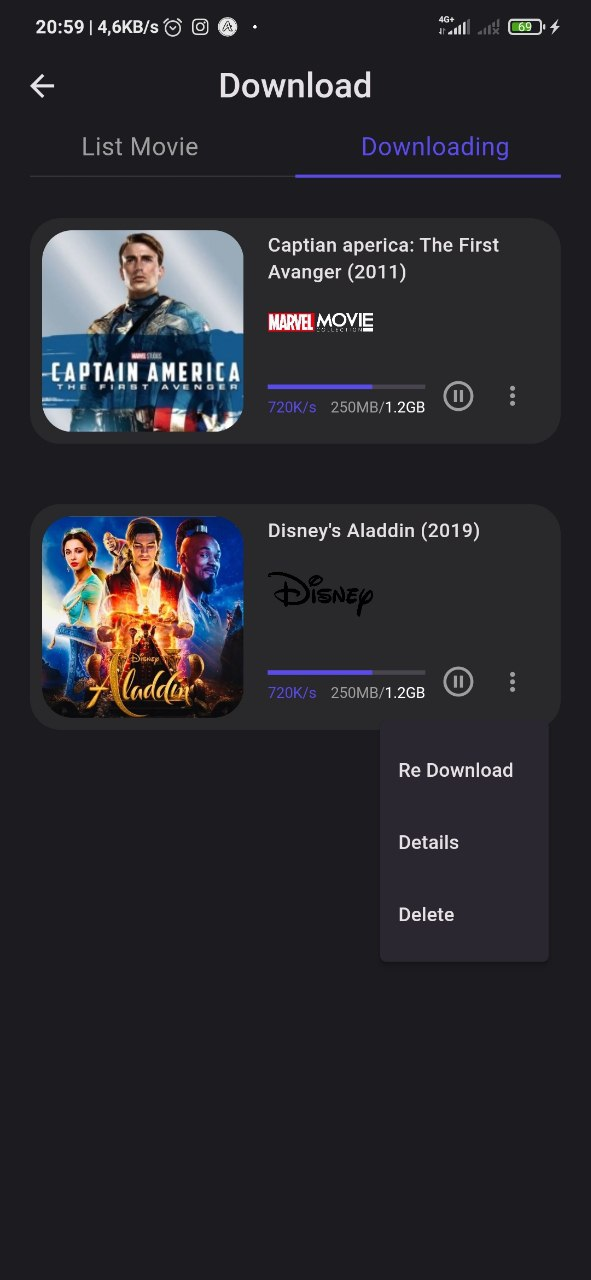 20:59 | 4,6KB/s
4G+
69
Download
List Movie
Downloading
MARVEL STUDIOS
CAPTAIN AMERICA
THE FIRST AVENGER
Captian aperica: The First
Avanger (2011)
MARVEL MOVIE
COLLECTION
720K/s 250MB/1.2GB
DISNEY
Aladdin
Disney's Aladdin (2019)
Disney
720K/s 250MB/1.2GB
Re Download
Details
Delete